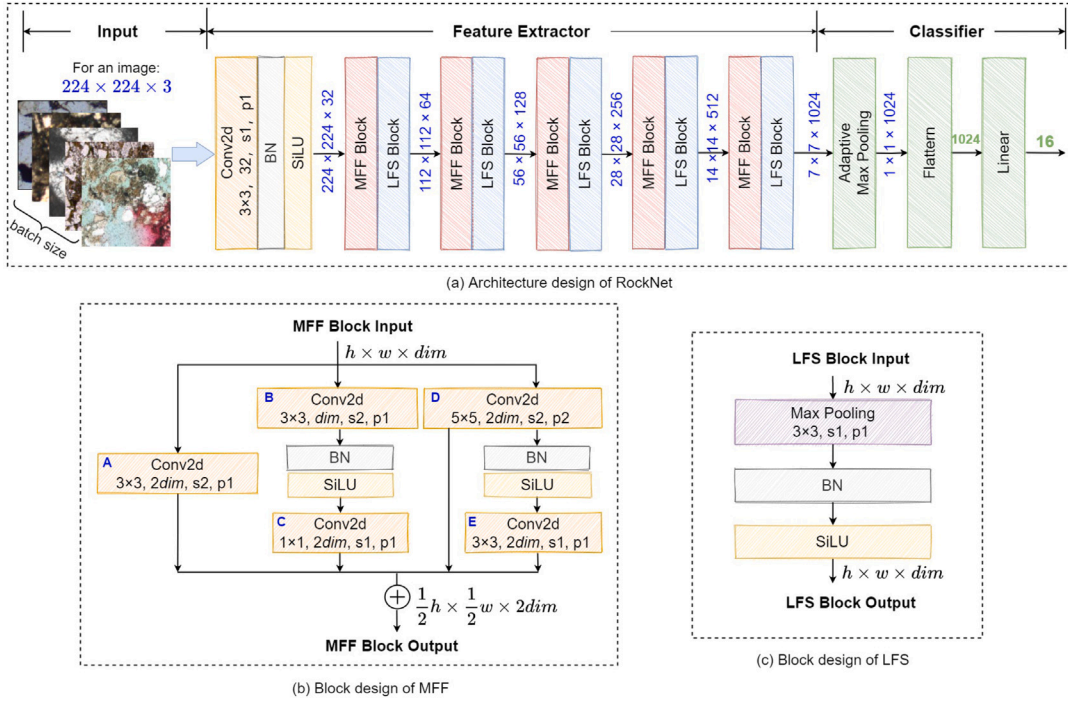 Input
Feature Extractor
Classifier
For an image:
224 × 224 × 3
batch size
Conv2d
3×3, 32, s1, p1
BN
SiLU
224 × 224 × 32
MFF Block
LFS Block
112 × 112 × 64
MFF Block
LFS Block
56 × 56 × 128
MFF Block
LFS Block
28 × 28 × 256
MFF Block
LFS Block
14 × 14 × 512
MFF Block
LFS Block
7 × 7 × 1024
Adaptive
Max Pooling
1 × 1 × 1024
Flatten
1024
Linear
16
(a) Architecture design of RockNet
MFF Block Input
h × w × dim
A
Conv2d
3×3, 2dim, s2, p1
B
Conv2d
3×3, dim, s2, p1
BN
SiLU
C
Conv2d
1×1, 2dim, s1, p1
D
Conv2d
5×5, 2dim, s2, p2
BN
SiLU
E
Conv2d
3×3, 2dim, s1, p1
+
1/2 h × 1/2 w × 2dim
MFF Block Output
(b) Block design of MFF
LFS Block Input
h × w × dim
Max Pooling
3×3, s1, p1
BN
SiLU
h × w × dim
LFS Block Output
(c) Block design of LFS